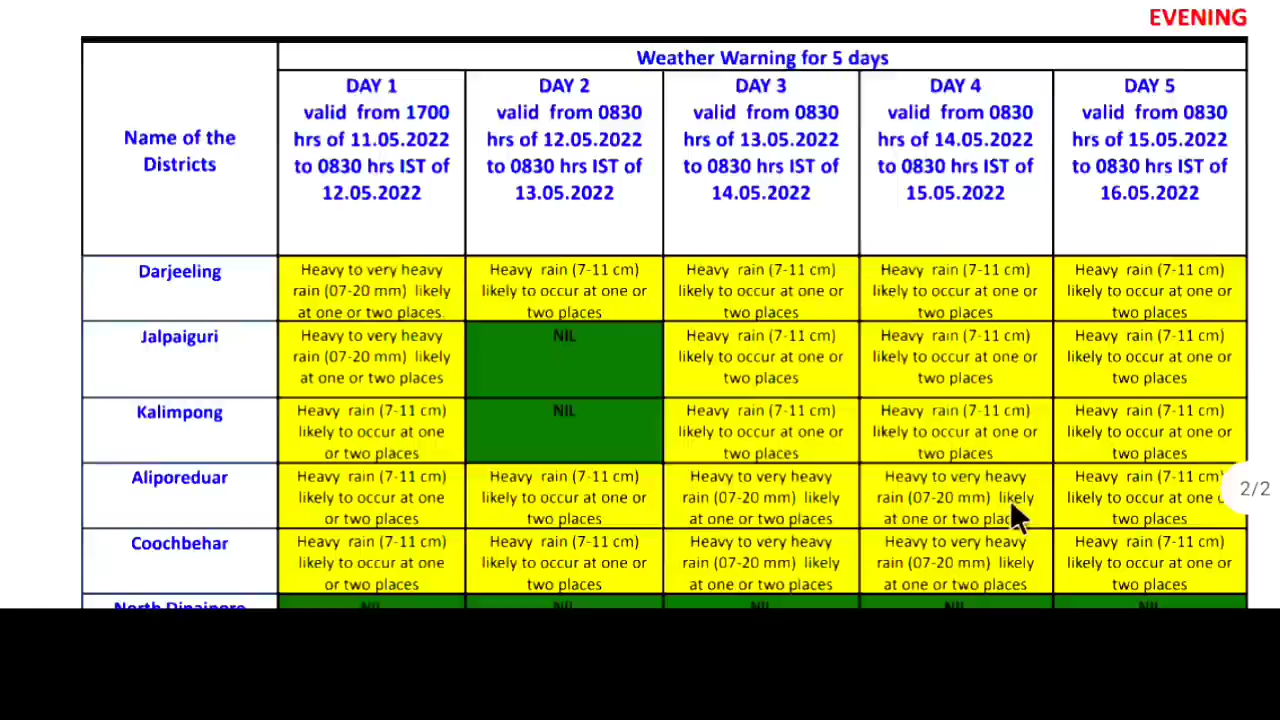 EVENING
Weather Warning for 5 days
Name of the
Districts
DAY 1
valid from 1700
hrs of 11.05.2022
to 0830 hrs IST of
12.05.2022
DAY 2
valid from 0830
hrs of 12.05.2022
to 0830 hrs IST of
13.05.2022
DAY 3
valid from 0830
hrs of 13.05.2022
to 0830 hrs IST of
14.05.2022
DAY 4
valid from 0830
hrs of 14.05.2022
to 0830 hrs IST of
15.05.2022
DAY 5
valid from 0830
hrs of 15.05.2022
to 0830 hrs IST of
16.05.2022
Darjeeling
Heavy to very heavy
rain (07-20 mm) likely
at one or two places.
Heavy rain (7-11 cm)
likely to occur at one or
two places
Heavy rain (7-11 cm)
likely to occur at one or
two places
Heavy rain (7-11 cm)
likely to occur at one or
two places
Heavy rain (7-11 cm)
likely to occur at one or
two places
Jalpaiguri
Heavy to very heavy
rain (07-20 mm) likely
at one or two places
NIL
Heavy rain (7-11 cm)
likely to occur at one or
two places
Heavy rain (7-11 cm)
likely to occur at one or
two places
Heavy rain (7-11 cm)
likely to occur at one or
two places
Kalimpong
Heavy rain (7-11 cm)
likely to occur at one
or two places
NIL
Heavy rain (7-11 cm)
likely to occur at one or
two places
Heavy rain (7-11 cm)
likely to occur at one or
two places
Heavy rain (7-11 cm)
likely to occur at one or
two places
Aliporeduar
Heavy rain (7-11 cm)
likely to occur at one
or two places
Heavy rain (7-11 cm)
likely to occur at one or
two places
Heavy to very heavy
rain (07-20 mm) likely
at one or two places
Heavy to very heavy
rain (07-20 mm) likely
at one or two places
Heavy rain (7-11 cm)
likely to occur at one
two places
2/2
Coochbehar
Heavy rain (7-11 cm)
likely to occur at one
or two places
Heavy rain (7-11 cm)
likely to occur at one or
two places
Heavy to very heavy
rain (07-20 mm) likely
at one or two places
Heavy to very heavy
rain (07-20 mm) likely
at one or two places
Heavy rain (7-11 cm)
likely to occur at one or
two places
North Dinajpore
NIL
NIL
NIL
NIL
NIL